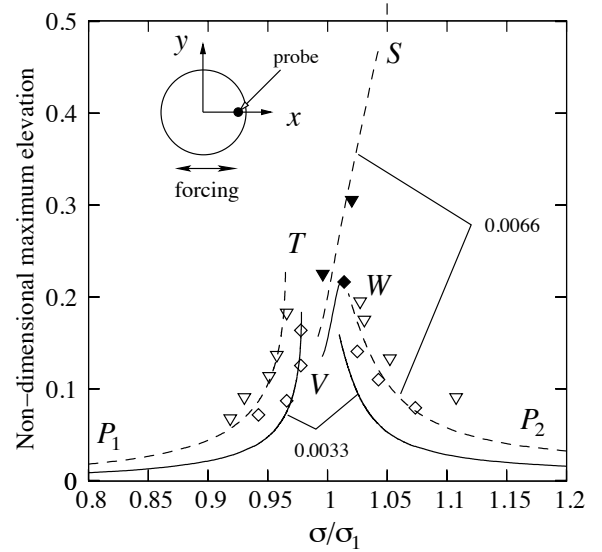 0.5
0.4
0.3
0.2
0.1
0
Non−dimensional maximum elevation
y
probe
x
forcing
S
T
0.0066
W
V
P1
P2
0.0033
0.8 0.85 0.9 0.95 1 1.05 1.1 1.15 1.2
σ/σ1